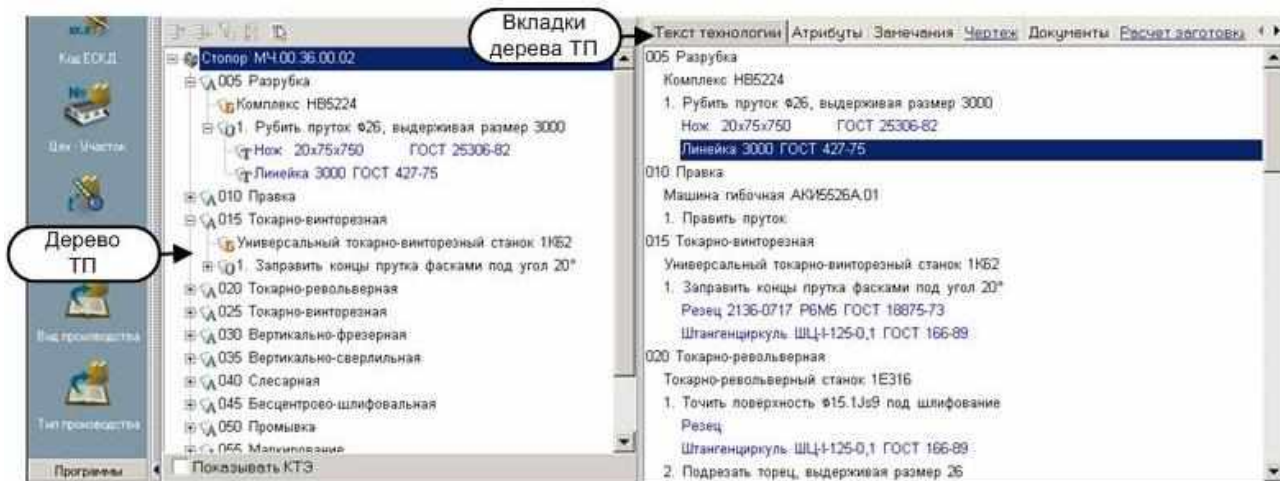 Код ЕСКД
Цех - Участок
Вид производства
Тип производства
Программы
Дерево
ТП
Вкладки
дерева ТП
Стопор МЧ.00.36.00.02
005 Разрубка
Комплекс НВ5224
1. Рубить пруток ф26, выдерживая размер 3000
Нож 20x75x750 ГОСТ 25306-82
Линейка 3000 ГОСТ 427-75
010 Правка
015 Токарно-винторезная
Универсальный токарно-винторезный станок 1К62
1. Заправить концы прутка фасками под угол 20°
020 Токарно-револьверная
025 Токарно-винторезная
030 Вертикально-фрезерная
035 Вертикально-сверлильная
040 Слесарная
045 Бесцентрово-шлифовальная
050 Промывка
055 Маркирование
Показывать КТЭ
Текст технологии Атрибуты Замечания Чертеж Документы Расчет заготовки
005 Разрубка
Комплекс НВ5224
1. Рубить пруток ф26, выдерживая размер 3000
Нож 20x75x750 ГОСТ 25306-82
Линейка 3000 ГОСТ 427-75
010 Правка
Машина гибочная АКИ5526А.01
1. Править пруток
015 Токарно-винторезная
Универсальный токарно-винторезный станок 1К62
1. Заправить концы прутка фасками под угол 20°
Резец 2136-0717 Р6М5 ГОСТ 18875-73
Штангенциркуль ШЦ-I-125-0,1 ГОСТ 166-89
020 Токарно-револьверная
Токарно-револьверный станок 1Е316
1. Точить поверхность ф15.1Js9 под шлифование
Резец
Штангенциркуль ШЦ-I-125-0,1 ГОСТ 166-89
2. Подрезать торец, выдерживая размер 26